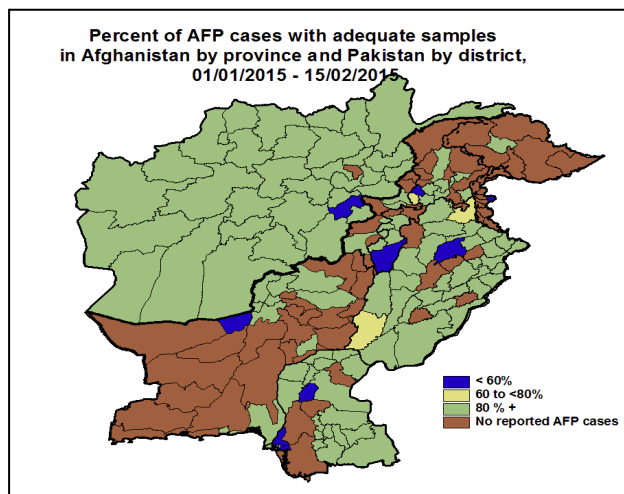 Percent of AFP cases with adequate samples
in Afghanistan by province and Pakistan by district,
01/01/2015 - 15/02/2015
< 60%
60 to <80%
80 % +
No reported AFP cases